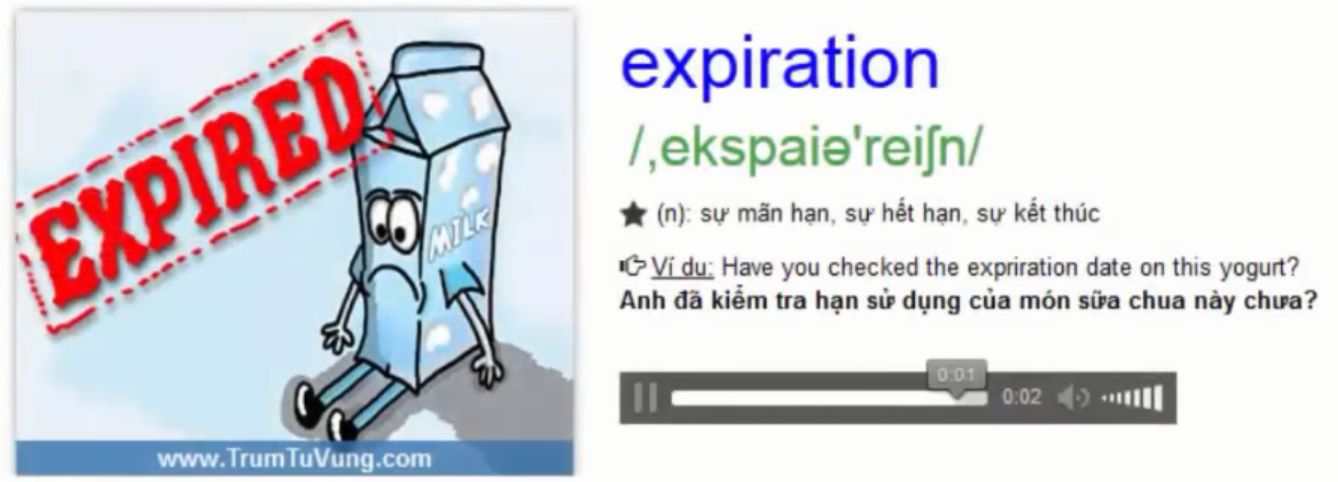 EXPIRED
MILK
www.TrumTuVung.com
expiration
/,ekspaiə'reiʃn/
★ (n): sự mãn hạn, sự hết hạn, sự kết thúc
Ví dụ: Have you checked the expriration date on this yogurt?
Anh đã kiểm tra hạn sử dụng của món sữa chua này chưa?
0:01
0:02